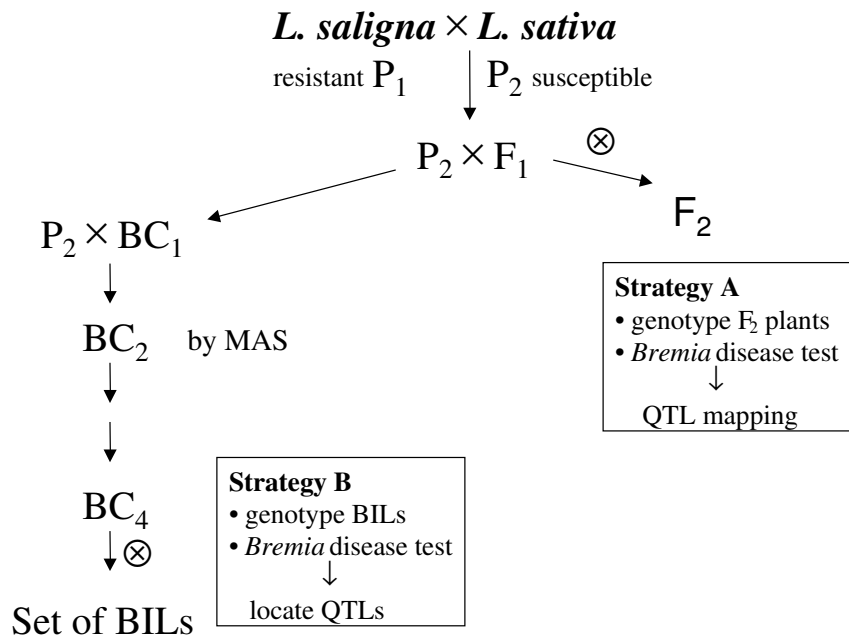 L. saligna × L. sativa
resistant P₁ P₂ susceptible
P₂ × F₁ ⊗
P₂ × BC₁
F₂
Strategy A
• genotype F₂ plants
• Bremia disease test
↓
QTL mapping
BC₂ by MAS
BC₄
⊗
Strategy B
• genotype BILs
• Bremia disease test
↓
locate QTLs
Set of BILs